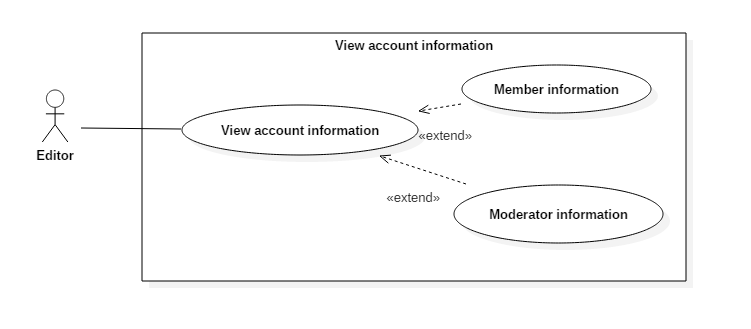 View account information
Member information
View account information
«extend»
Editor
«extend»
Moderator information